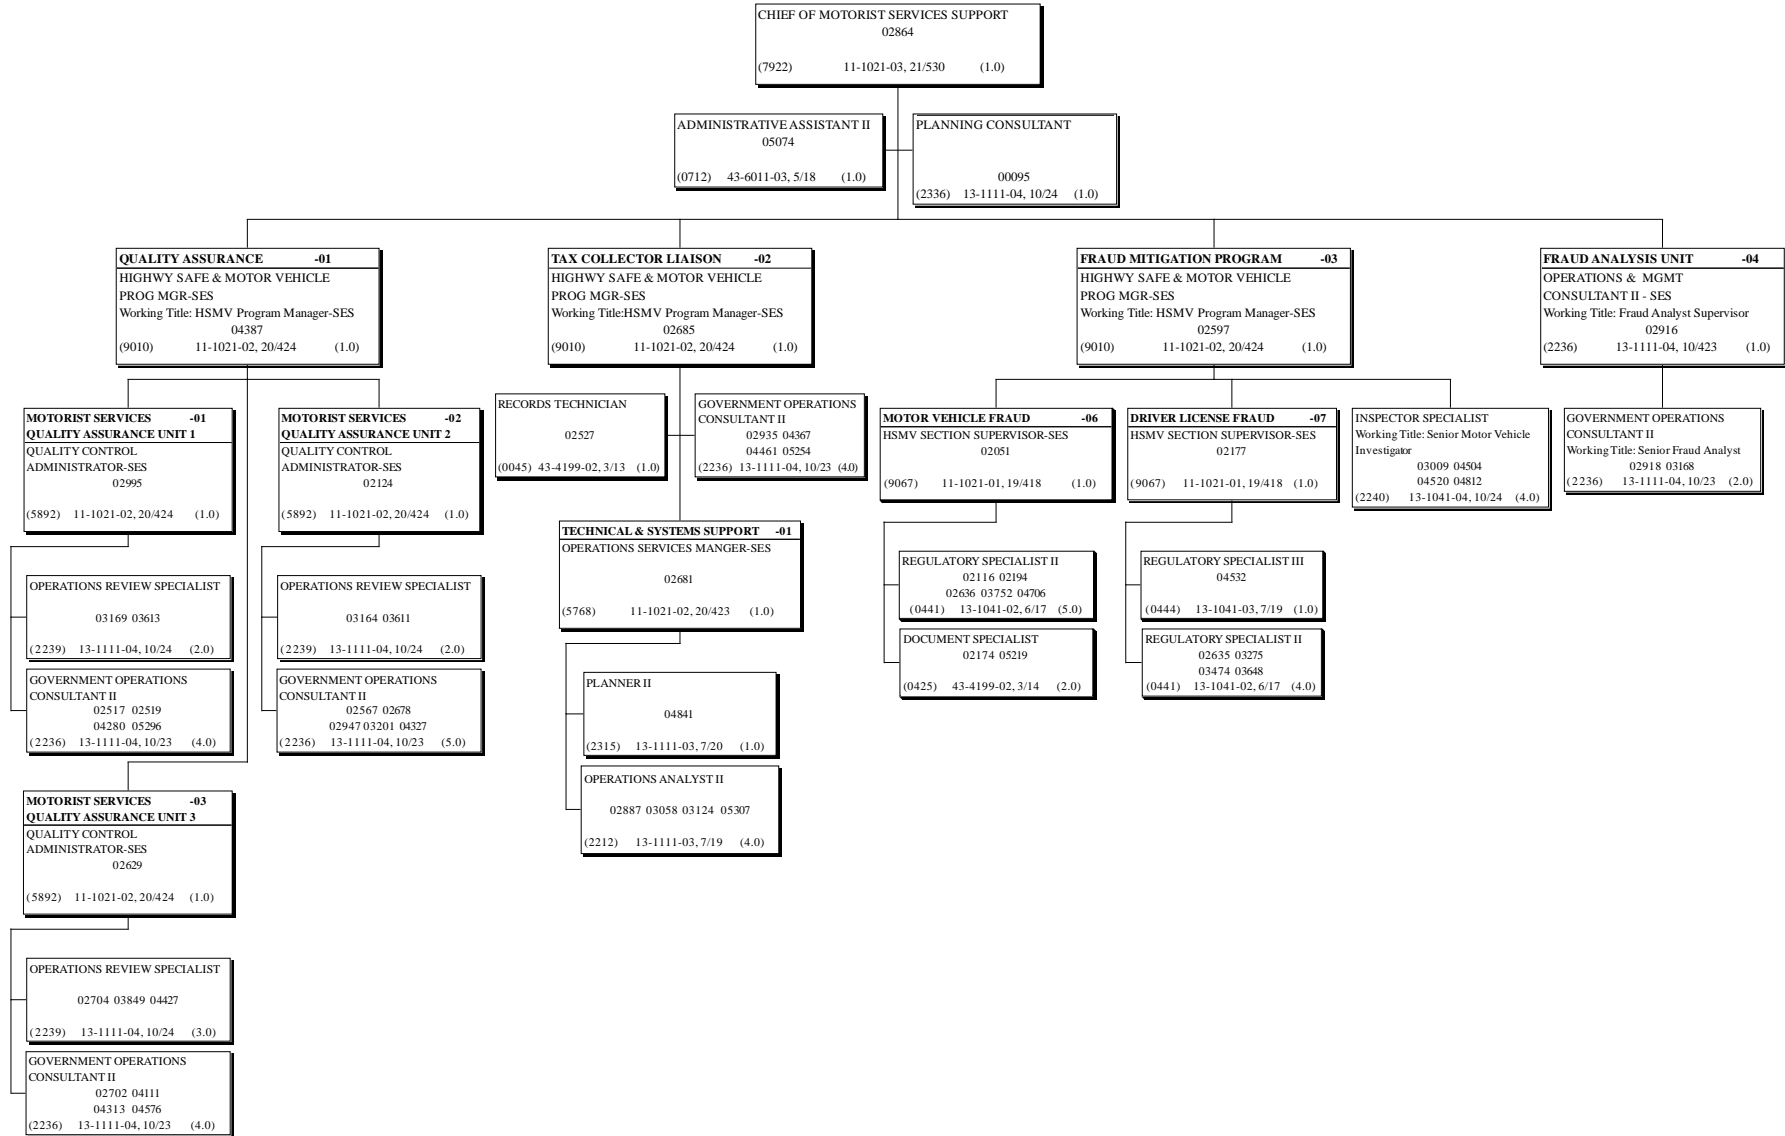 CHIEF OF MOTORIST SERVICES SUPPORT
02864
(7922) 11-1021-03, 21/530 (1.0)
ADMINISTRATIVE ASSISTANT II
05074
(0712) 43-6011-03, 5/18 (1.0)
PLANNING CONSULTANT
00095
(2336) 13-1111-04, 10/24 (1.0)
QUALITY ASSURANCE -01
HIGHWY SAFE & MOTOR VEHICLE
PROG MGR-SES
Working Title: HSMV Program Manager-SES
04387
(9010) 11-1021-02, 20/424 (1.0)
TAX COLLECTOR LIAISON -02
HIGHWY SAFE & MOTOR VEHICLE
PROG MGR-SES
Working Title:HSMV Program Manager-SES
02685
(9010) 11-1021-02, 20/424 (1.0)
FRAUD MITIGATION PROGRAM -03
HIGHWY SAFE & MOTOR VEHICLE
PROG MGR-SES
Working Title: HSMV Program Manager-SES
02597
(9010) 11-1021-02, 20/424 (1.0)
FRAUD ANALYSIS UNIT -04
OPERATIONS & MGMT
CONSULTANT II - SES
Working Title: Fraud Analyst Supervisor
02916
(2236) 13-1111-04, 10/423 (1.0)
MOTORIST SERVICES -01
QUALITY ASSURANCE UNIT 1
QUALITY CONTROL
ADMINISTRATOR-SES
02995
(5892) 11-1021-02, 20/424 (1.0)
MOTORIST SERVICES -02
QUALITY ASSURANCE UNIT 2
QUALITY CONTROL
ADMINISTRATOR-SES
02124
(5892) 11-1021-02, 20/424 (1.0)
RECORDS TECHNICIAN
02527
(0045) 43-4199-02, 3/13 (1.0)
GOVERNMENT OPERATIONS
CONSULTANT II
02935 04367
04461 05254
(2236) 13-1111-04, 10/23 (4.0)
MOTOR VEHICLE FRAUD -06
HSMV SECTION SUPERVISOR-SES
02051
(9067) 11-1021-01, 19/418 (1.0)
DRIVER LICENSE FRAUD -07
HSMV SECTION SUPERVISOR-SES
02177
(9067) 11-1021-01, 19/418 (1.0)
INSPECTOR SPECIALIST
Working Title: Senior Motor Vehicle
Investigator
03009 04504
04520 04812
(2240) 13-1041-04, 10/24 (4.0)
GOVERNMENT OPERATIONS
CONSULTANT II
Working Title: Senior Fraud Analyst
02918 03168
(2236) 13-1111-04, 10/23 (2.0)
OPERATIONS REVIEW SPECIALIST
03169 03613
(2239) 13-1111-04, 10/24 (2.0)
GOVERNMENT OPERATIONS
CONSULTANT II
02517 02519
04280 05296
(2236) 13-1111-04, 10/23 (4.0)
OPERATIONS REVIEW SPECIALIST
03164 03611
(2239) 13-1111-04, 10/24 (2.0)
GOVERNMENT OPERATIONS
CONSULTANT II
02567 02678
02947 03201 04327
(2236) 13-1111-04, 10/23 (5.0)
TECHNICAL & SYSTEMS SUPPORT -01
OPERATIONS SERVICES MANGER-SES
02681
(5768) 11-1021-02, 20/423 (1.0)
PLANNER II
04841
(2315) 13-1111-03, 7/20 (1.0)
OPERATIONS ANALYST II
02887 03058 03124 05307
(2212) 13-1111-03, 7/19 (4.0)
REGULATORY SPECIALIST II
02116 02194
02636 03752 04706
(0441) 13-1041-02, 6/17 (5.0)
DOCUMENT SPECIALIST
02174 05219
(0425) 43-4199-02, 3/14 (2.0)
REGULATORY SPECIALIST III
04532
(0444) 13-1041-03, 7/19 (1.0)
REGULATORY SPECIALIST II
02635 03275
03474 03648
(0441) 13-1041-02, 6/17 (4.0)
MOTORIST SERVICES -03
QUALITY ASSURANCE UNIT 3
QUALITY CONTROL
ADMINISTRATOR-SES
02629
(5892) 11-1021-02, 20/424 (1.0)
OPERATIONS REVIEW SPECIALIST
02704 03849 04427
(2239) 13-1111-04, 10/24 (3.0)
GOVERNMENT OPERATIONS
CONSULTANT II
02702 04111
04313 04576
(2236) 13-1111-04, 10/23 (4.0)